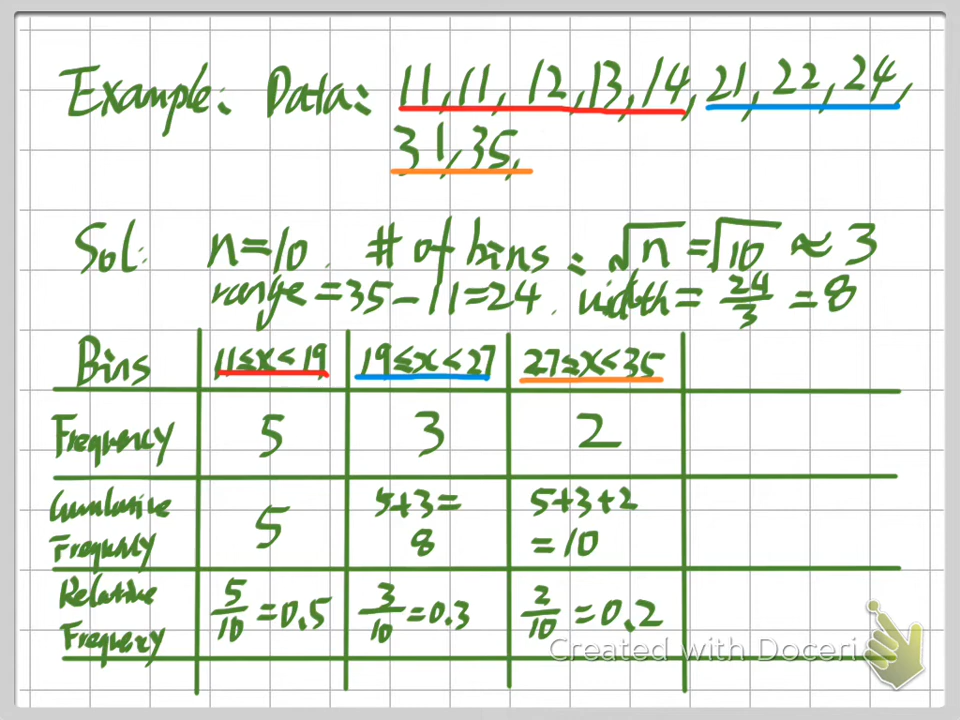 Example: Data: 11, 11, 12, 13, 14, 21, 22, 24,
31, 35,
Sol: n=10. # of bins = √n = √10 ≈ 3
range = 35 - 11 = 24. width = 24/3 = 8
Bins 11≤x<19 19≤x<27 27≥x<35
Frequency 5 3 2
Cumulative Frequency 5 5+3= 8 5+3+2 =10
Relative Frequency 5/10 = 0.5 3/10 = 0.3 2/10 = 0.2
Created with Doceri